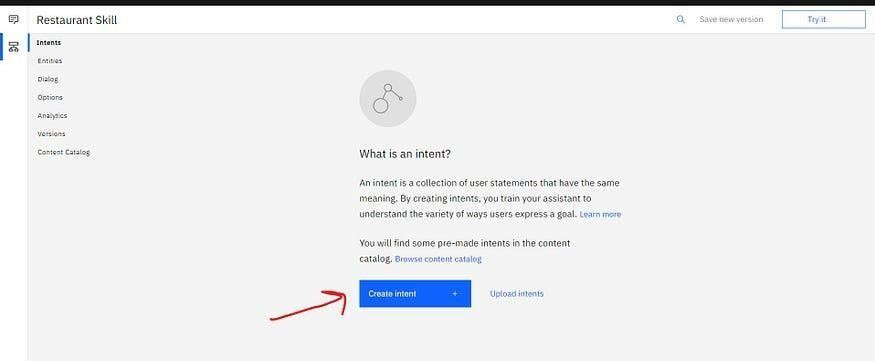 Restaurant Skill
Save new version
Try it
Intents
Entities
Dialog
Options
Analytics
Versions
Content Catalog
What is an intent?
An intent is a collection of user statements that have the same
meaning. By creating intents, you train your assistant to
understand the variety of ways users express a goal. Learn more
You will find some pre-made intents in the content
catalog. Browse content catalog
Create intent +
Upload intents